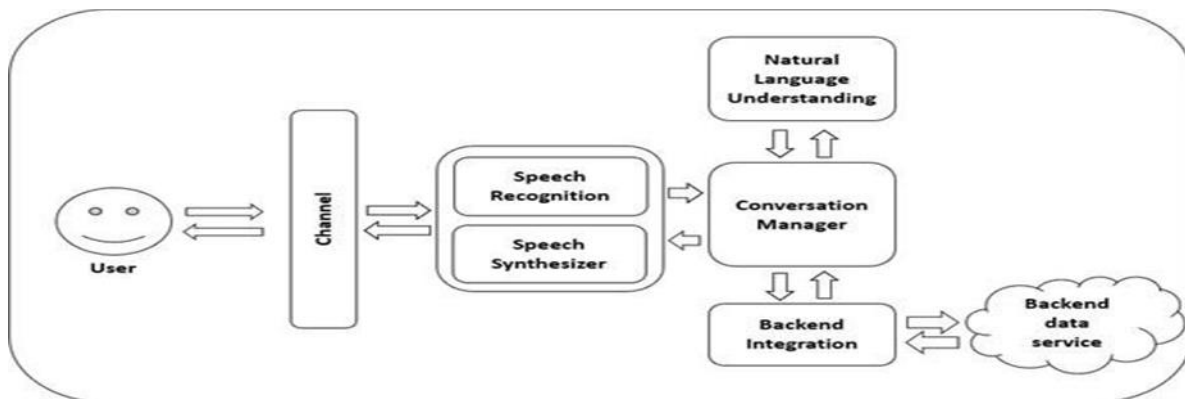 User
Channel
Speech
Recognition
Speech
Synthesizer
Natural
Language
Understanding
Conversation
Manager
Backend
Integration
Backend
data
service